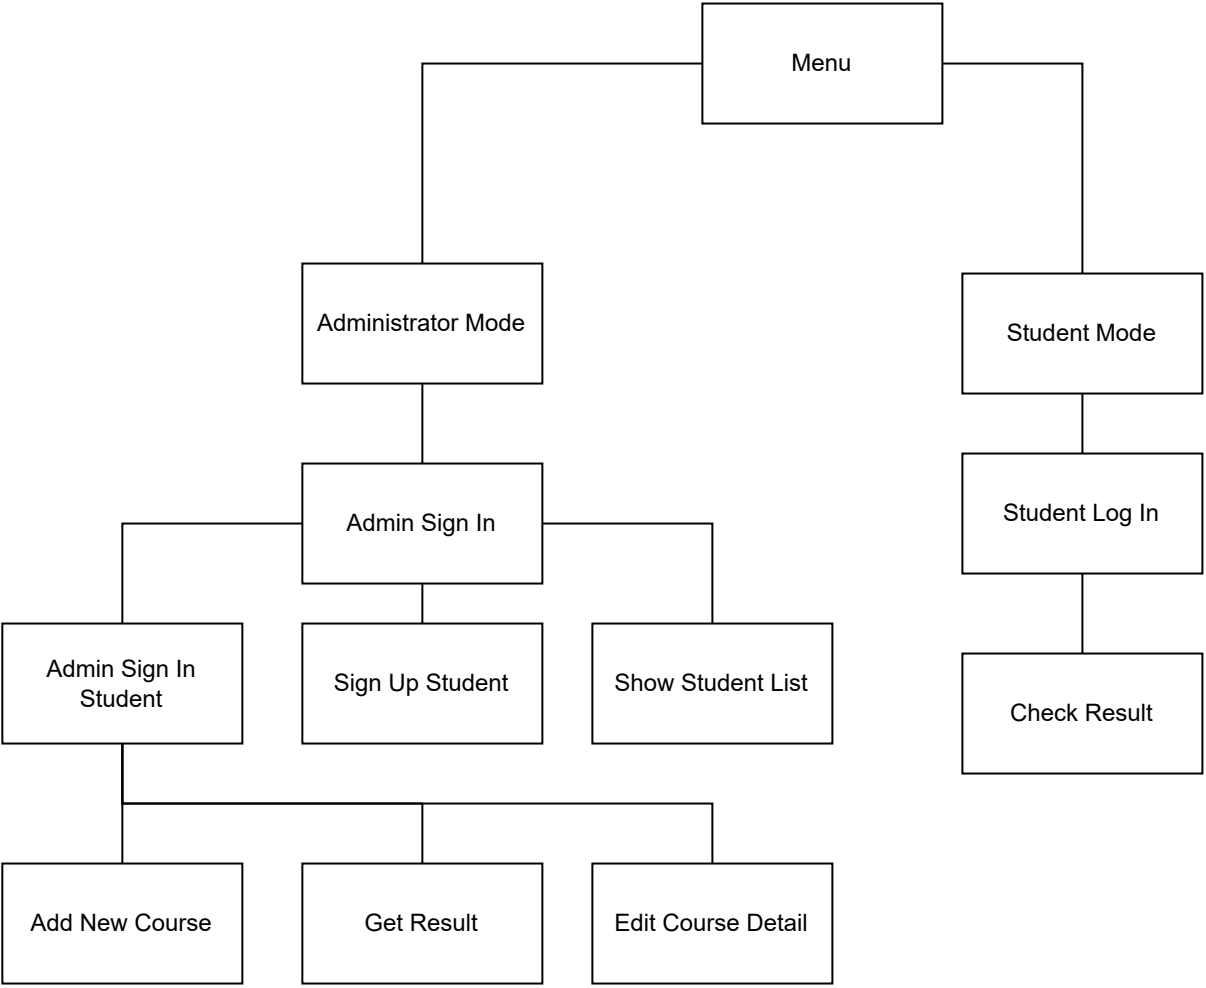 Menu
Administrator Mode
Student Mode
Admin Sign In
Student Log In
Admin Sign In
Student
Sign Up Student
Show Student List
Check Result
Add New Course
Get Result
Edit Course Detail